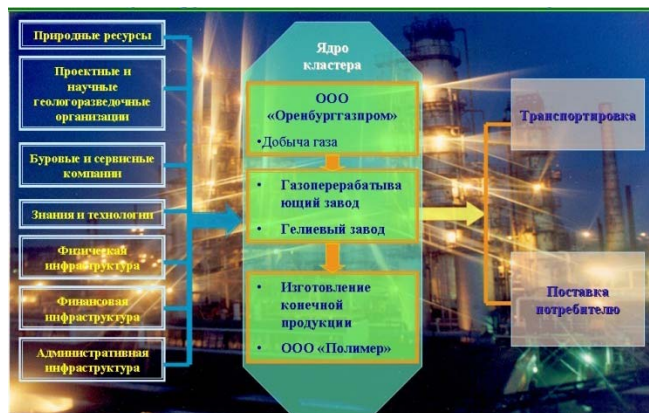 Природные ресурсы
Проектные и
научные
геологоразведочные
организации
Буровые и сервисные
компании
Знания и технологии
Физическая
инфраструктура
Финансовая
инфраструктура
Административная
инфраструктура
Ядро
кластера
ООО
«Оренбурггазпром»
•Добыча газа
• Газоперерабатыва
ющий завод
• Гелиевый завод
• Изготовление
конечной
продукции
• ООО «Полимер»
Транспортировка
Поставка
потребителю